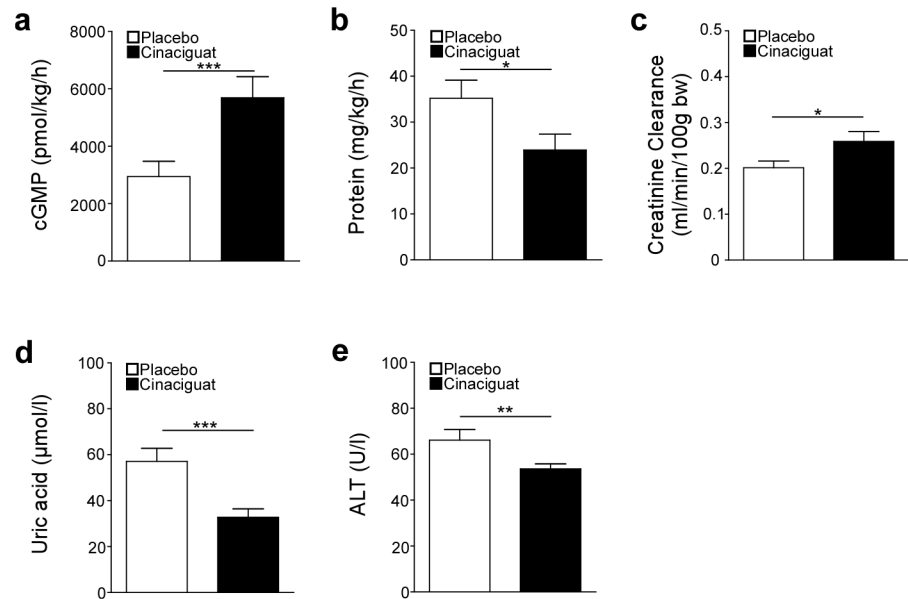 a
cGMP (pmol/kg/h)
8000
6000
4000
2000
0
Placebo
Cinaciguat
***
b
Protein (mg/kg/h)
50
40
30
20
10
0
Placebo
Cinaciguat
*
c
Creatinine Clearance
(ml/min/100g bw)
0.5
0.4
0.3
0.2
0.1
0
Placebo
Cinaciguat
*
d
Uric acid (µmol/l)
100
80
60
40
20
0
Placebo
Cinaciguat
***
e
ALT (U/l)
100
80
60
40
20
0
Placebo
Cinaciguat
**